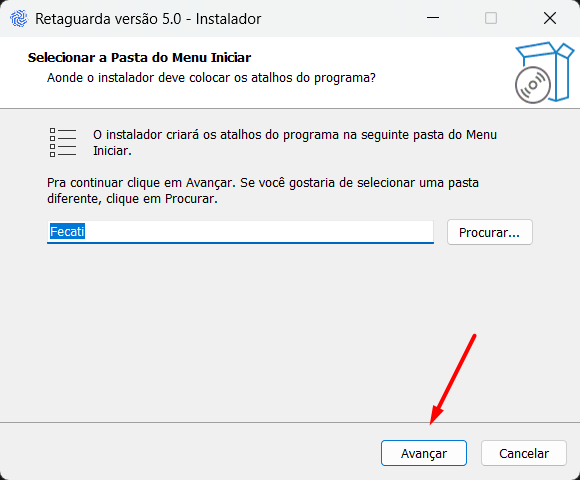 Retaguarda versão 5.0 - Instalador
Selecionar a Pasta do Menu Iniciar
Aonde o instalador deve colocar os atalhos do programa?
O instalador criará os atalhos do programa na seguinte pasta do Menu
Iniciar.
Pra continuar clique em Avançar. Se você gostaria de selecionar uma pasta
diferente, clique em Procurar.
Fecati
Procurar...
Avançar
Cancelar